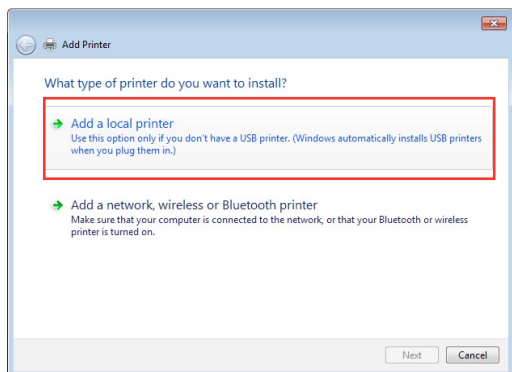 Add Printer
What type of printer do you want to install?
Add a local printer
Use this option only if you don't have a USB printer. (Windows automatically installs USB printers
when you plug them in.)
Add a network, wireless or Bluetooth printer
Make sure that your computer is connected to the network, or that your Bluetooth or wireless
printer is turned on.
Next
Cancel